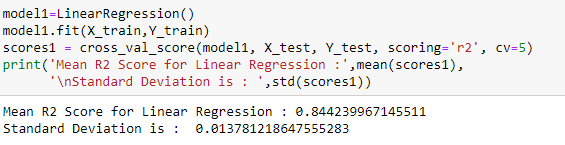 model1=LinearRegression()
model1.fit(X_train,Y_train)
scores1 = cross_val_score(model1, X_test, Y_test, scoring='r2', cv=5)
print('Mean R2 Score for Linear Regression :',mean(scores1),
      '\nStandard Deviation is : ',std(scores1))
Mean R2 Score for Linear Regression : 0.844239967145511
Standard Deviation is :  0.013781218647555283